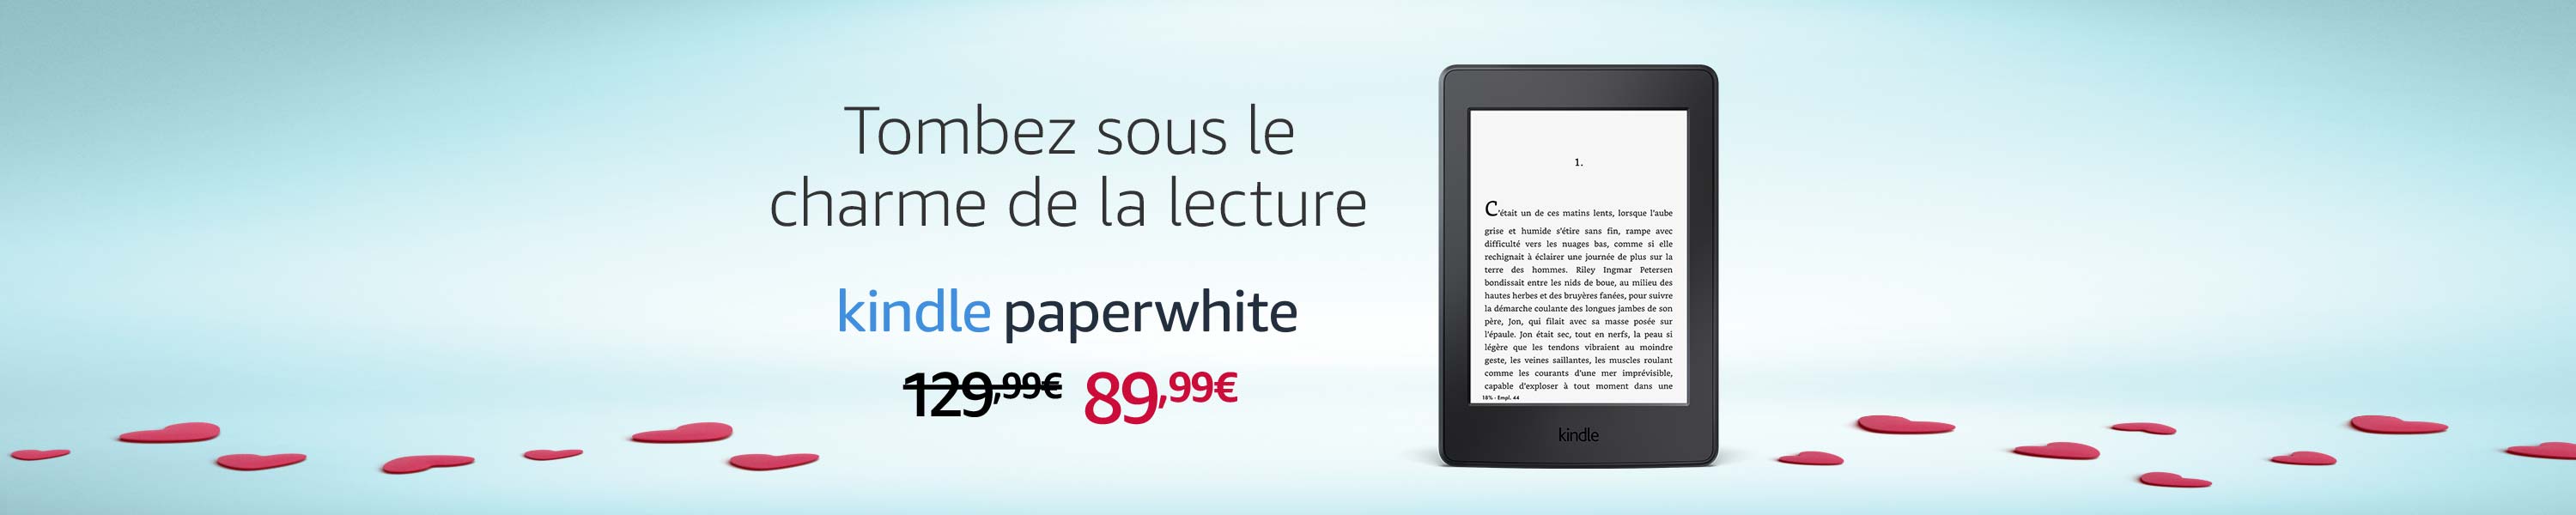 Tombez sous le
charme de la lecture
kindle paperwhite
129,99€ 89,99€
1.
C'était un de ces matins lents, lorsque l'aube
grise et humide s'étire sans fin, rampe avec
difficulté vers les nuages bas, comme si elle
rechignait à éclairer une journée de plus sur la
terre des hommes. Riley Ingmar Petersen
bondissait entre les nids de boue, au milieu des
hautes herbes et des bruyères fanées, pour suivre
la démarche coulante des longues jambes de son
père, Jon, qui filait avec sa masse posée sur
l'épaule. Jon était sec, tout en nerfs, la peau si
légère que les tendons vibraient au moindre
geste, les veines saillantes, les muscles roulant
comme les courants d'une mer imprévisible,
capable d'exploser à tout moment dans une
18% - Empl. 44
kindle